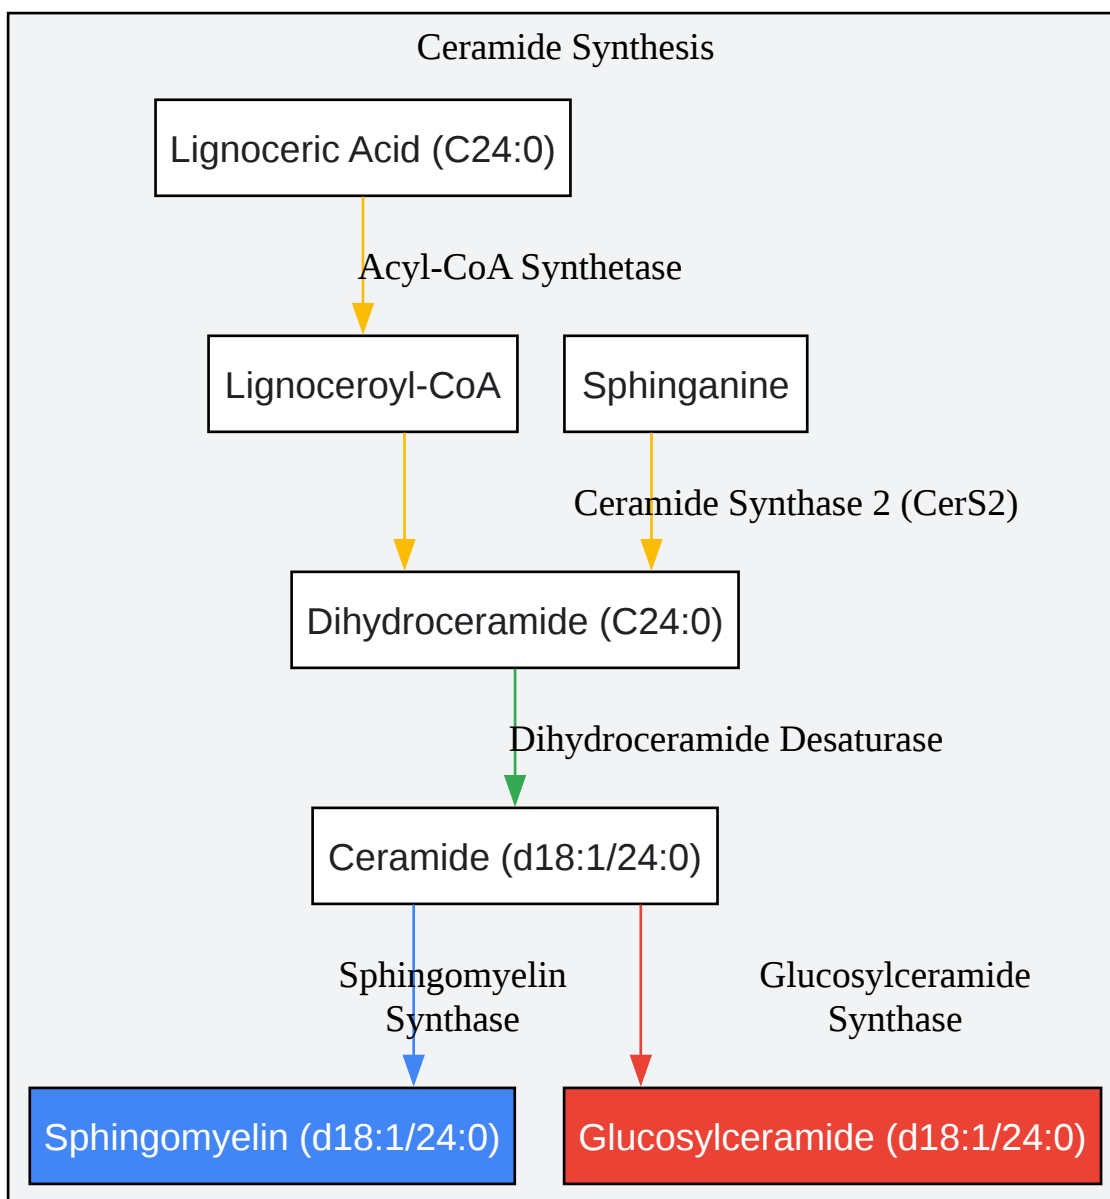 Ceramide Synthesis
Lignoceric Acid (C24:0)
Acyl-CoA Synthetase
Lignoceroyl-CoA
Sphinganine
Ceramide Synthase 2 (CerS2)
Dihydroceramide (C24:0)
Dihydroceramide Desaturase
Ceramide (d18:1/24:0)
Sphingomyelin
Synthase
Glucosylceramide
Synthase
Sphingomyelin (d18:1/24:0)
Glucosylceramide (d18:1/24:0)